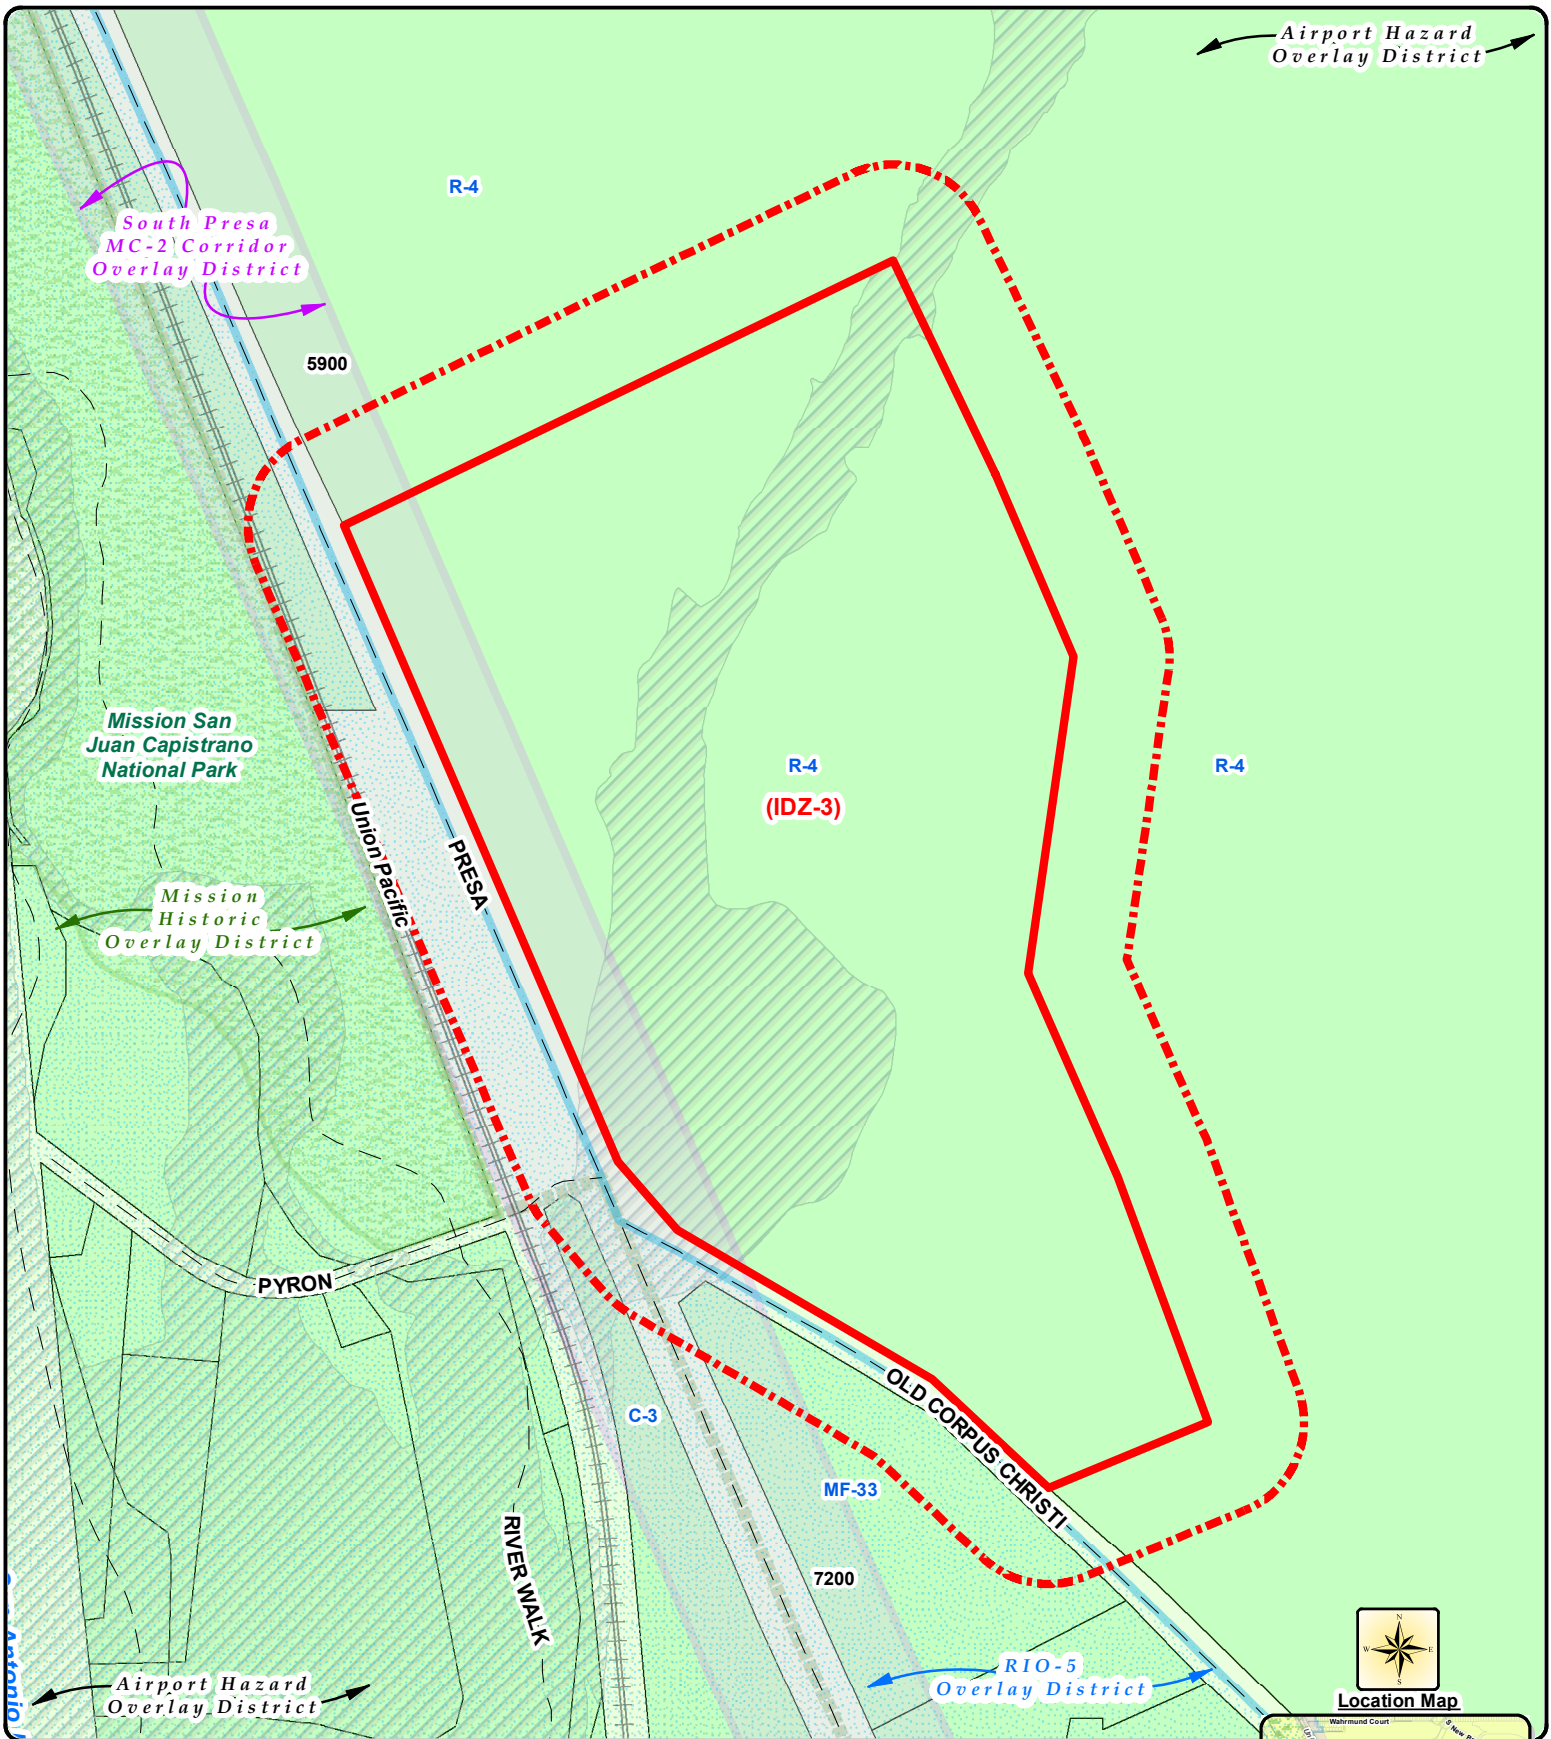 Airport Hazard
Overlay District
R-4
South Presa
MC-2 Corridor
Overlay District
5900
Mission San
Juan Capistrano
National Park
R-4
R-4
(IDZ-3)
Union Pacific
PRESA
Mission
Historic
Overlay District
PYRON
OLD CORPUS CHRISTI
C-3
MF-33
RIVER WALK
7200
N
W
E
S
RIO-5
Overlay District
Airport Hazard
Overlay District
Location Map
Wahrmund Court
S New